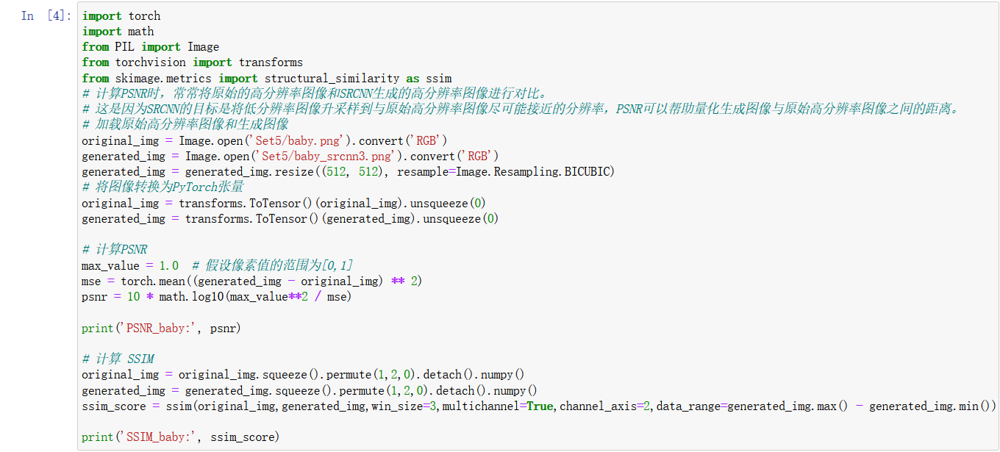 In [4]: import torch
import math
from PIL import Image
from torchvision import transforms
from skimage.metrics import structural_similarity as ssim
# 计算PSNR时，常常将原始的高分辨率图像和SRCNN生成的高分辨率图像进行对比。
# 这是因为SRCNN的目标是将低分辨率图像升采样到与原始高分辨率图像尽可能接近的分辨率，PSNR可以帮助量化生成图像与原始高分辨率图像之间的距离。
# 加载原始高分辨率图像和生成图像
original_img = Image.open('Set5/baby.png').convert('RGB')
generated_img = Image.open('Set5/baby_srcnn3.png').convert('RGB')
generated_img = generated_img.resize((512, 512), resample=Image.Resampling.BICUBIC)
# 将图像转换为PyTorch张量
original_img = transforms.ToTensor()(original_img).unsqueeze(0)
generated_img = transforms.ToTensor()(generated_img).unsqueeze(0)
# 计算PSNR
max_value = 1.0  # 假设像素值的范围为[0,1]
mse = torch.mean((generated_img - original_img) ** 2)
psnr = 10 * math.log10(max_value**2 / mse)
print('PSNR_baby:', psnr)
# 计算 SSIM
original_img = original_img.squeeze().permute(1,2,0).detach().numpy()
generated_img = generated_img.squeeze().permute(1,2,0).detach().numpy()
ssim_score = ssim(original_img,generated_img,win_size=3,multichannel=True,channel_axis=2,data_range=generated_img.max() - generated_img.min())
print('SSIM_baby:', ssim_score)